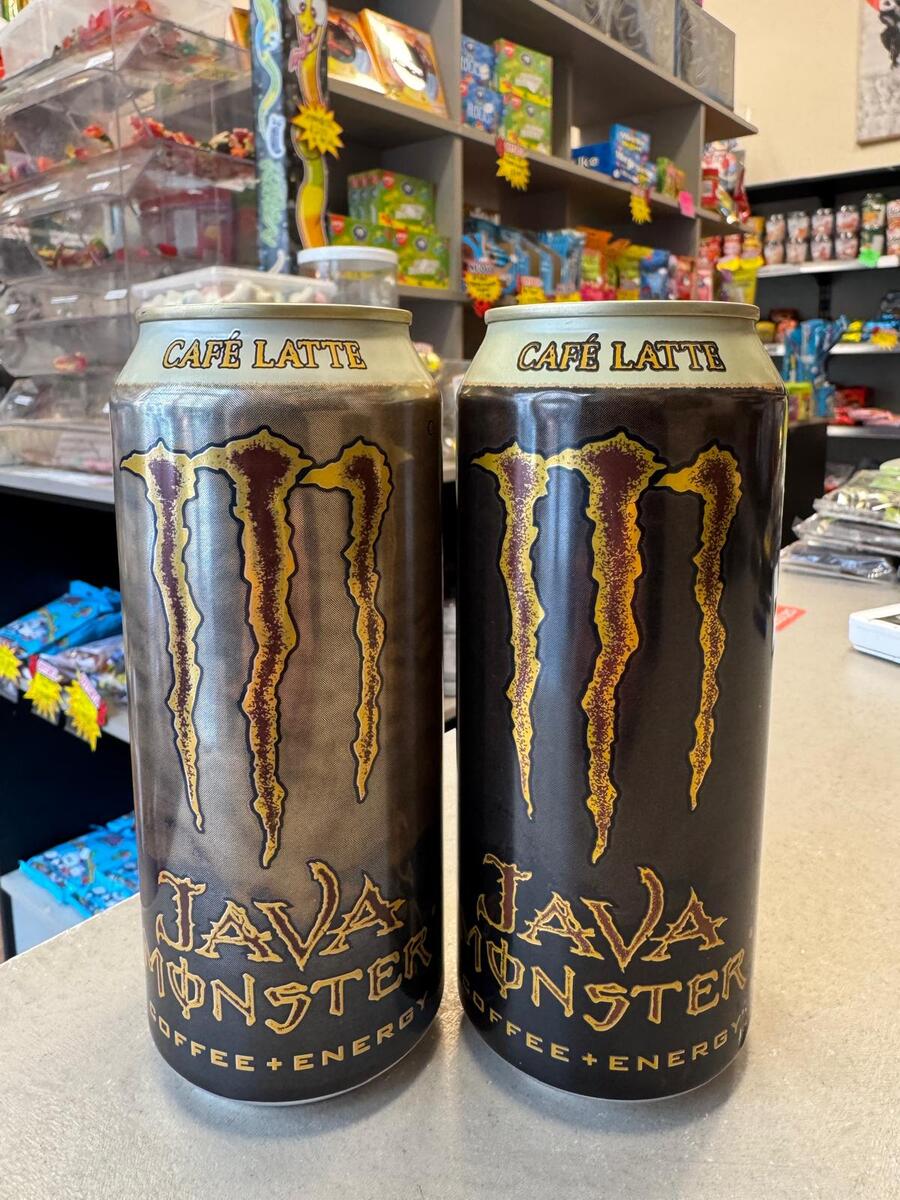 CAFÉ LATTE
JAVA
MONSTER
COFFEE+ENERGY
CAFÉ LATTE
JAVA
MONSTER
COFFEE+ENERGY